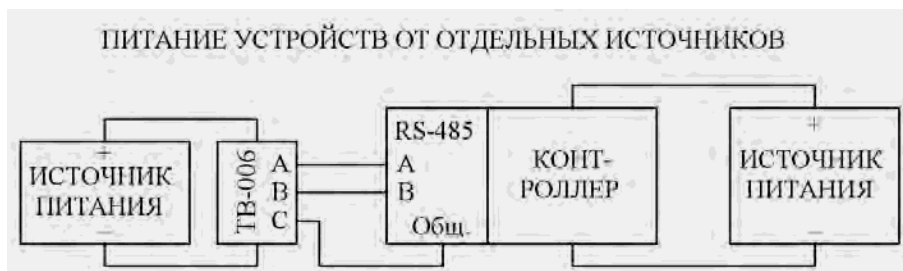 ПИТАНИЕ УСТРОЙСТВ ОТ ОТДЕЛЬНЫХ ИСТОЧНИКОВ
+
ИСТОЧНИК
ПИТАНИЯ
−
ТВ-006
A
B
C
RS-485
A
B
Общ.
КОНТ-
РОЛЛЕР
+
ИСТОЧНИК
ПИТАНИЯ
−